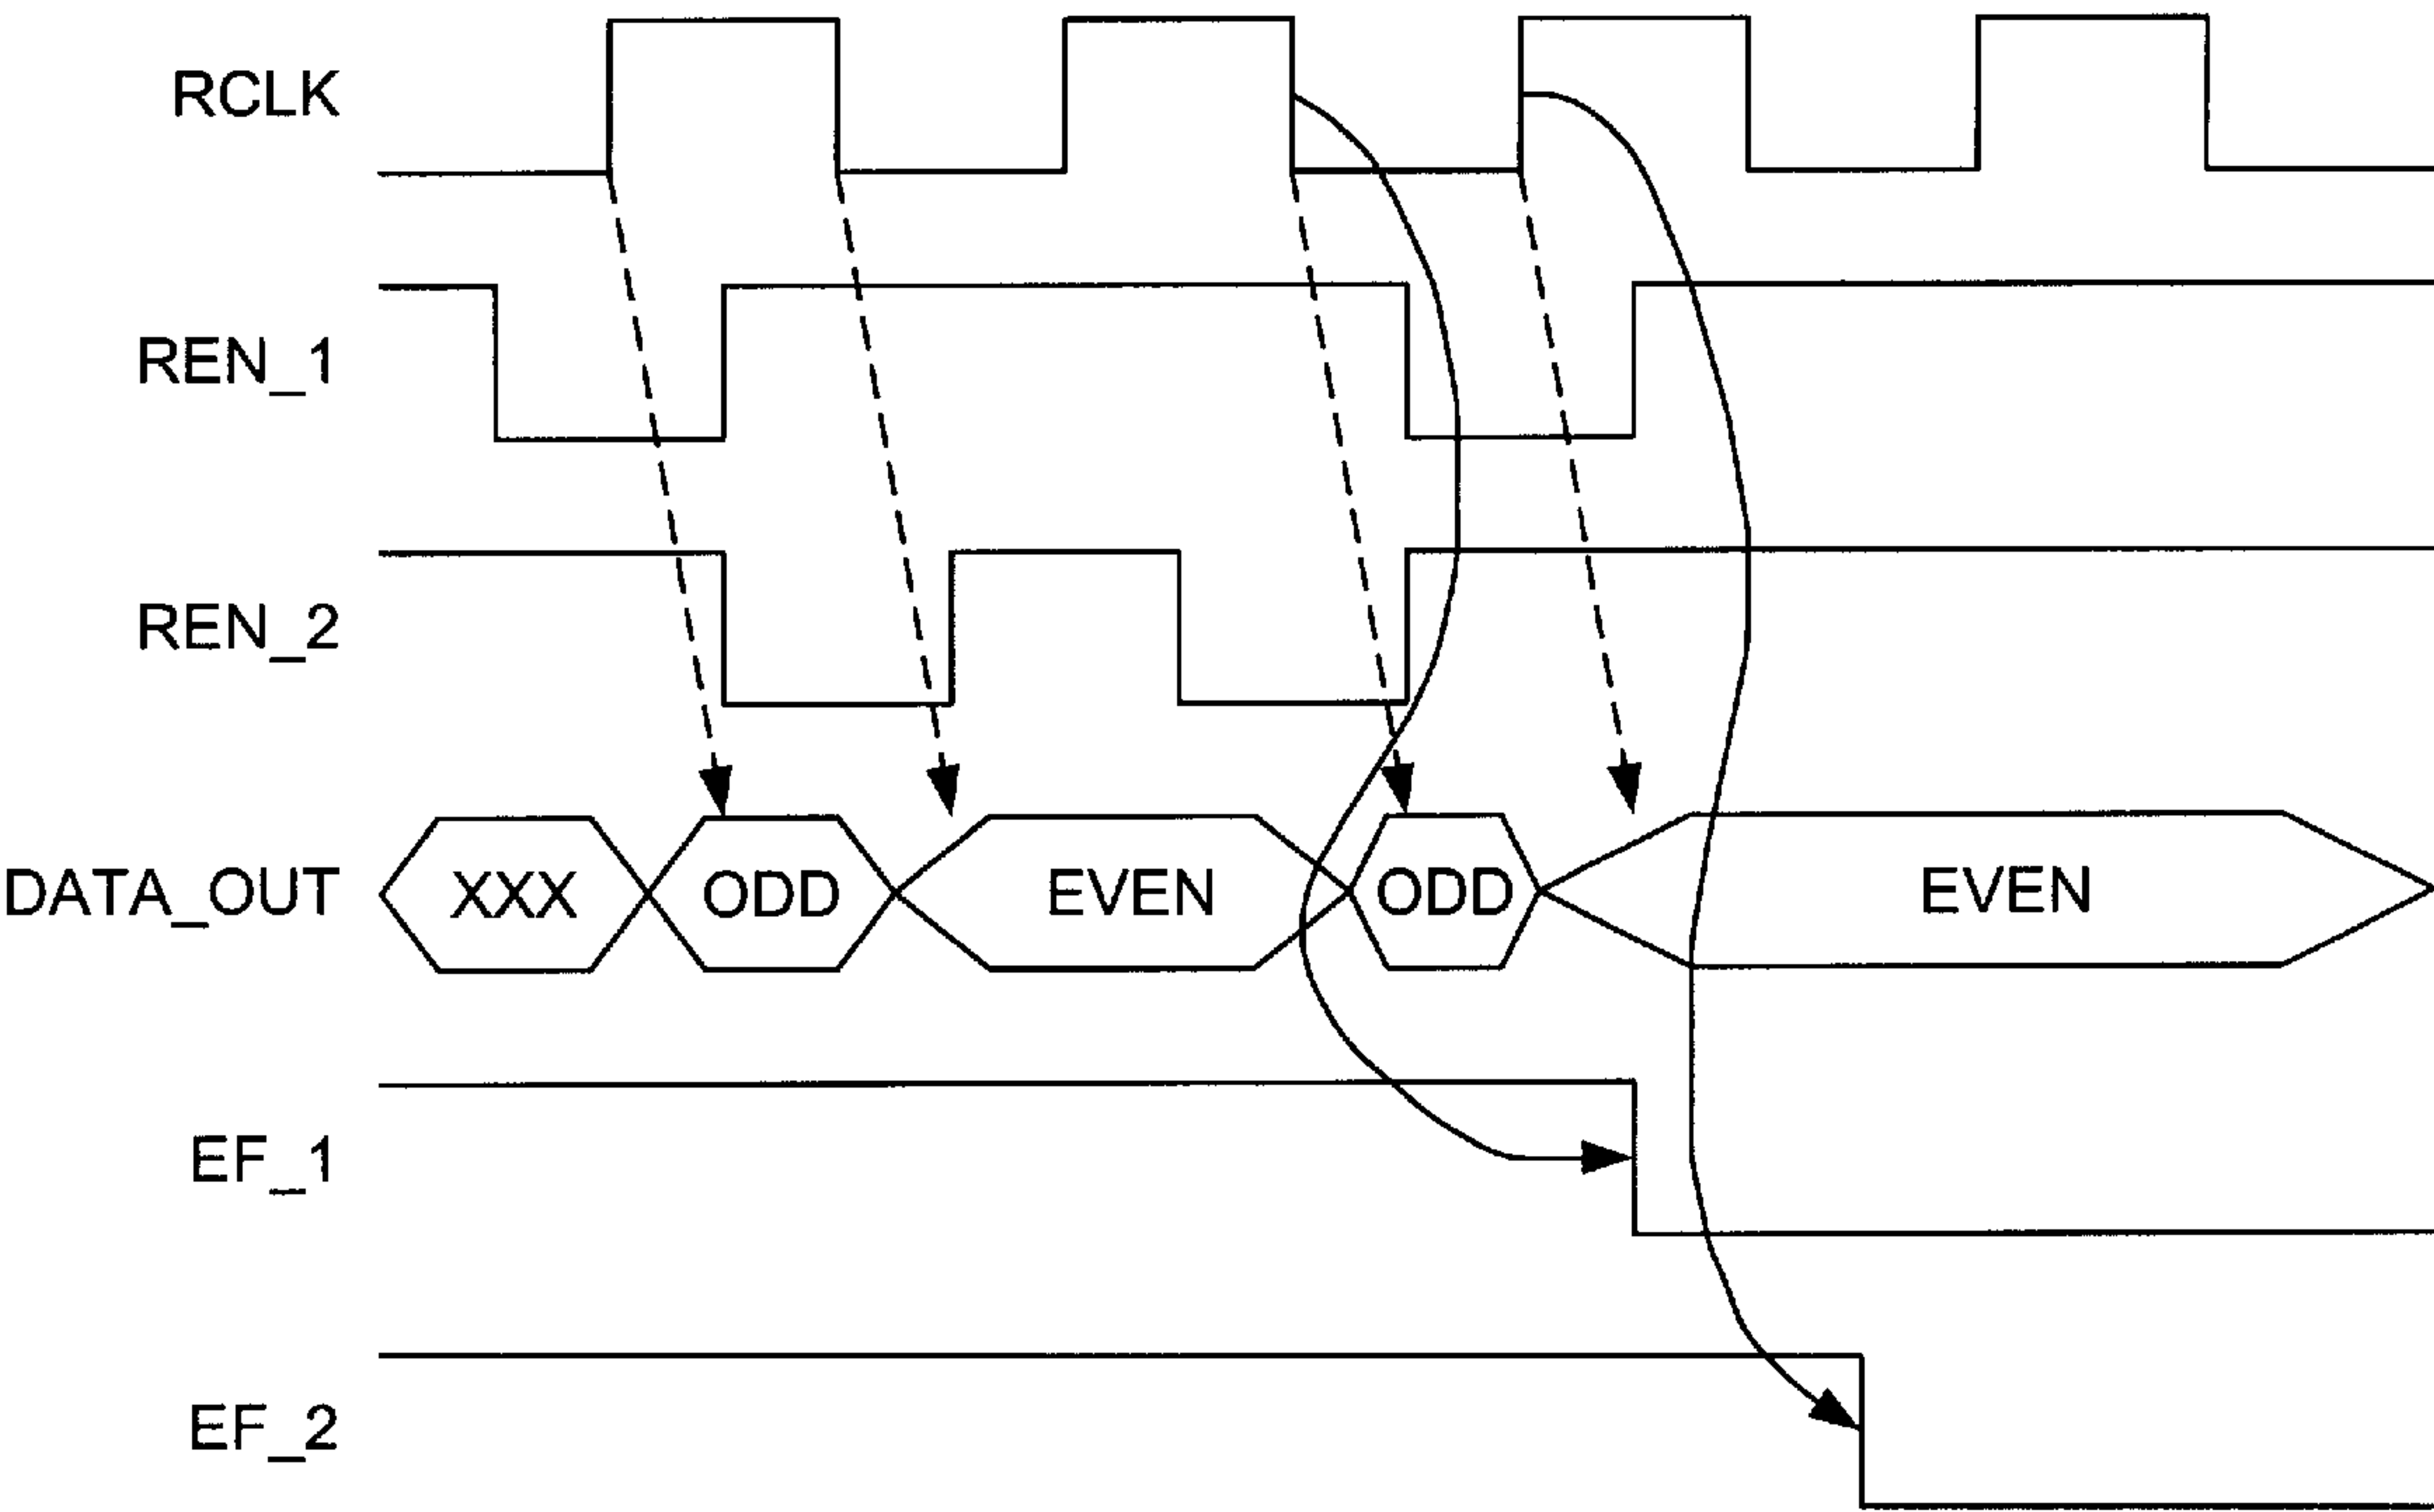 RCLK
REN_1
REN_2
DATA_OUT XXX ODD EVEN ODD EVEN
EF_1
EF_2